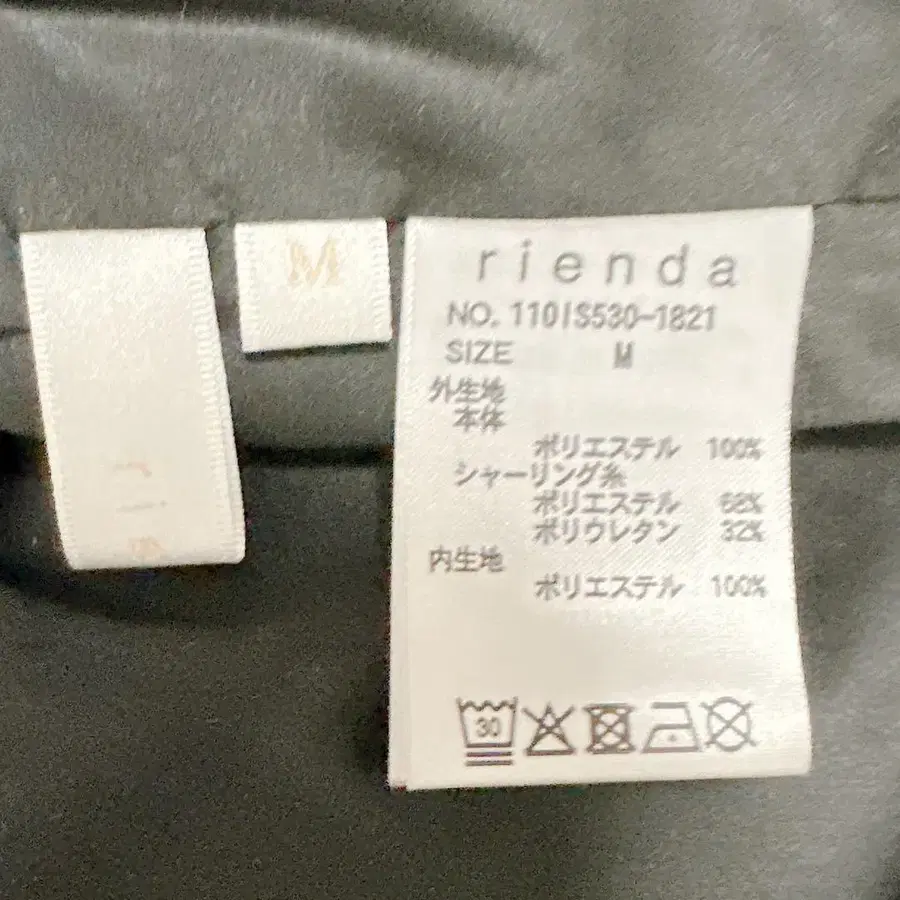 M
rienda
NO. 110IS530-1821
SIZE M
外生地
本体
ポリエステル 100%
シャーリング糸
ポリエステル 68%
ポリウレタン 32%
内生地
ポリエステル 100%
30